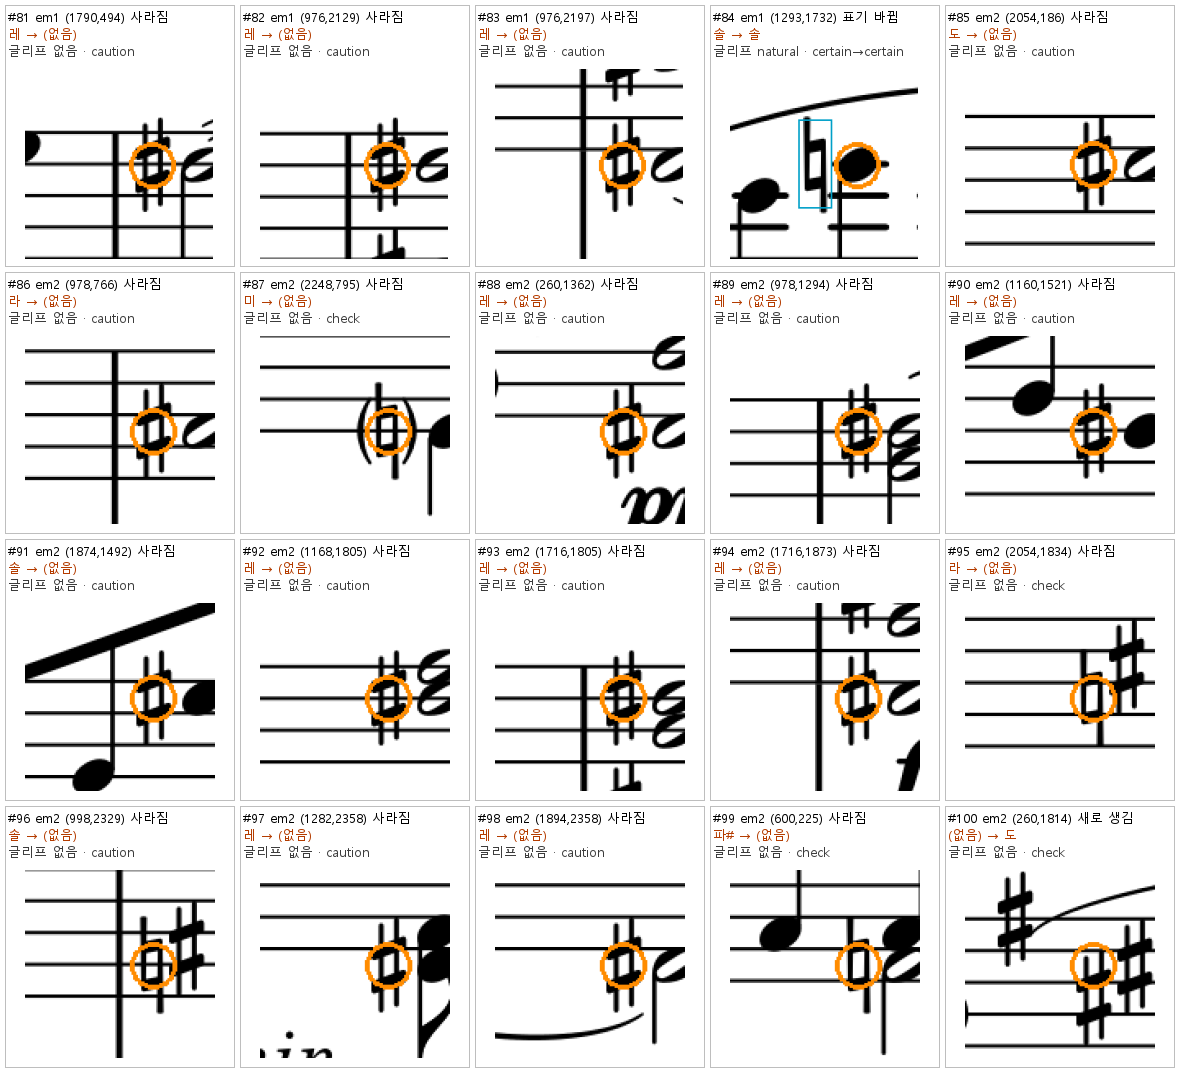 #81 em1 (1790,494) 사라짐
레 → (없음)
글리프 없음 · caution
#82 em1 (976,2129) 사라짐
레 → (없음)
글리프 없음 · caution
#83 em1 (976,2197) 사라짐
레 → (없음)
글리프 없음 · caution
#84 em1 (1293,1732) 표기 바뀜
솔 → 솔
글리프 natural · certain→certain
#85 em2 (2054,186) 사라짐
도 → (없음)
글리프 없음 · caution
#86 em2 (978,766) 사라짐
라 → (없음)
글리프 없음 · caution
#87 em2 (2248,795) 사라짐
미 → (없음)
글리프 없음 · check
#88 em2 (260,1362) 사라짐
레 → (없음)
글리프 없음 · caution
#89 em2 (978,1294) 사라짐
레 → (없음)
글리프 없음 · caution
#90 em2 (1160,1521) 사라짐
레 → (없음)
글리프 없음 · caution
#91 em2 (1874,1492) 사라짐
솔 → (없음)
글리프 없음 · caution
#92 em2 (1168,1805) 사라짐
레 → (없음)
글리프 없음 · caution
#93 em2 (1716,1805) 사라짐
레 → (없음)
글리프 없음 · caution
#94 em2 (1716,1873) 사라짐
레 → (없음)
글리프 없음 · caution
#95 em2 (2054,1834) 사라짐
라 → (없음)
글리프 없음 · check
#96 em2 (998,2329) 사라짐
솔 → (없음)
글리프 없음 · caution
#97 em2 (1282,2358) 사라짐
레 → (없음)
글리프 없음 · caution
#98 em2 (1894,2358) 사라짐
레 → (없음)
글리프 없음 · caution
#99 em2 (600,225) 사라짐
파# → (없음)
글리프 없음 · check
#100 em2 (260,1814) 새로 생김
(없음) → 도
글리프 없음 · check